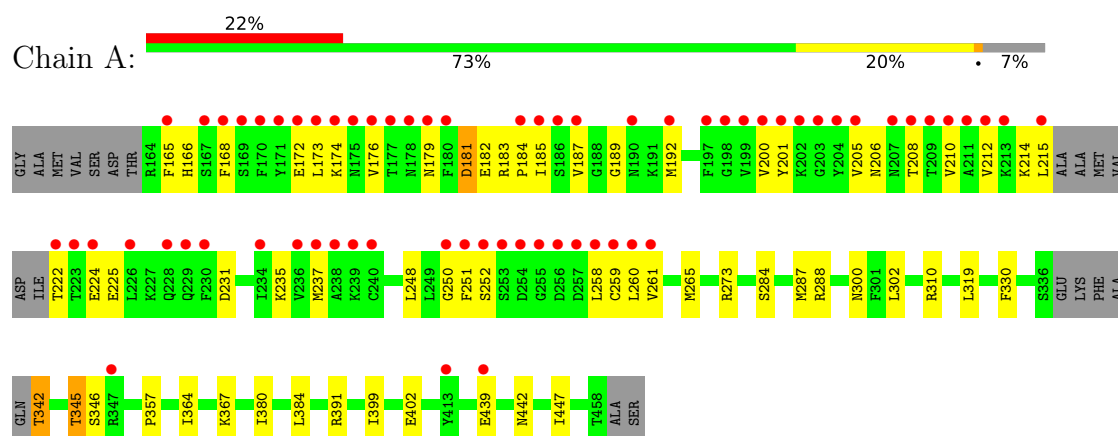 22%
Chain A:
73% 20% • 7%
GLY ALA MET VAL SER ASP THR R164 F165 H166 S167 F168 S169 F170 Y171 E172 L173 K174 N175 V176 T177 N178 N179 F180 D181 E182 R183 P184 I185 S186 V187 G188 G189 N190 K191 M192 F197 G198 V199 V200 Y201 K202 G203 Y204 V205 N206 N207 T208 T209 V210 A211 V212 K213 K214 L215 ALA ALA MET VAL
ASP ILE T222 T223 E224 E225 L226 K227 Q228 Q229 F230 D231 I234 K235 V236 M237 A238 K239 C240 L248 L249 G250 F251 S252 S253 D254 G255 D256 D257 L258 C259 L260 V261 M265 R273 S284 M287 R288 N300 F301 L302 R310 L319 F330 S336 GLU LYS PHE ALA
GLN T342 T345 S346 R347 P357 I364 K367 I380 L384 R391 I399 E402 Y413 E439 N442 I447 T458 ALA SER